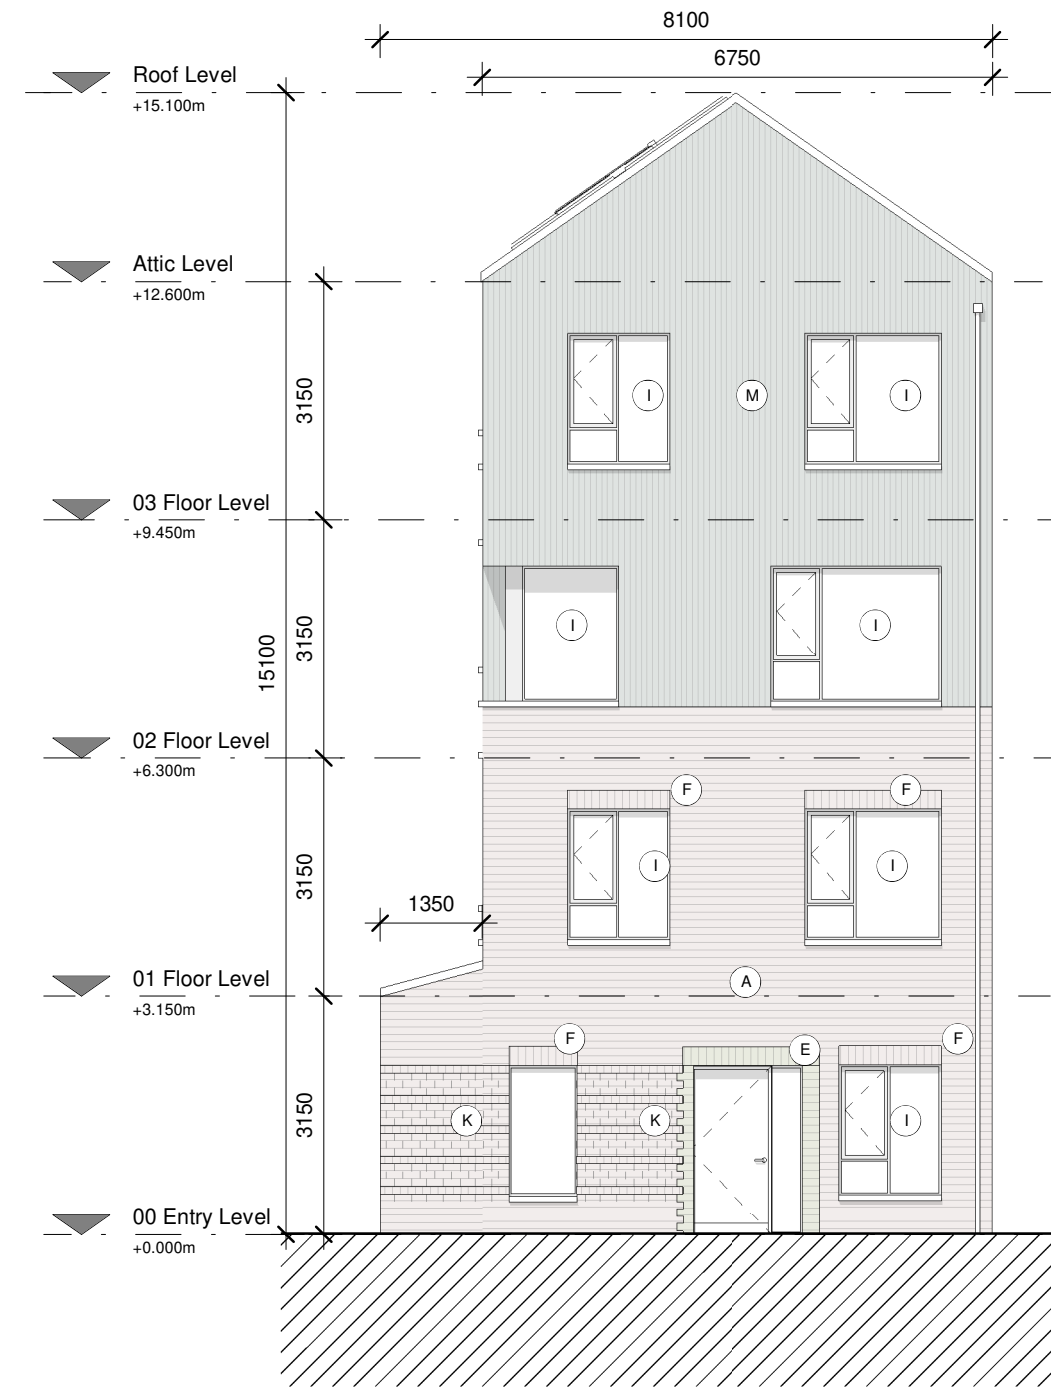 8100
6750
Roof Level
+15.100m
Attic Level
+12.600m
3150
I
M
I
03 Floor Level
+9.450m
15100
3150
I
I
02 Floor Level
+6.300m
F
F
3150
I
I
1350
01 Floor Level
+3.150m
A
F
E
F
3150
K
K
I
00 Entry Level
+0.000m